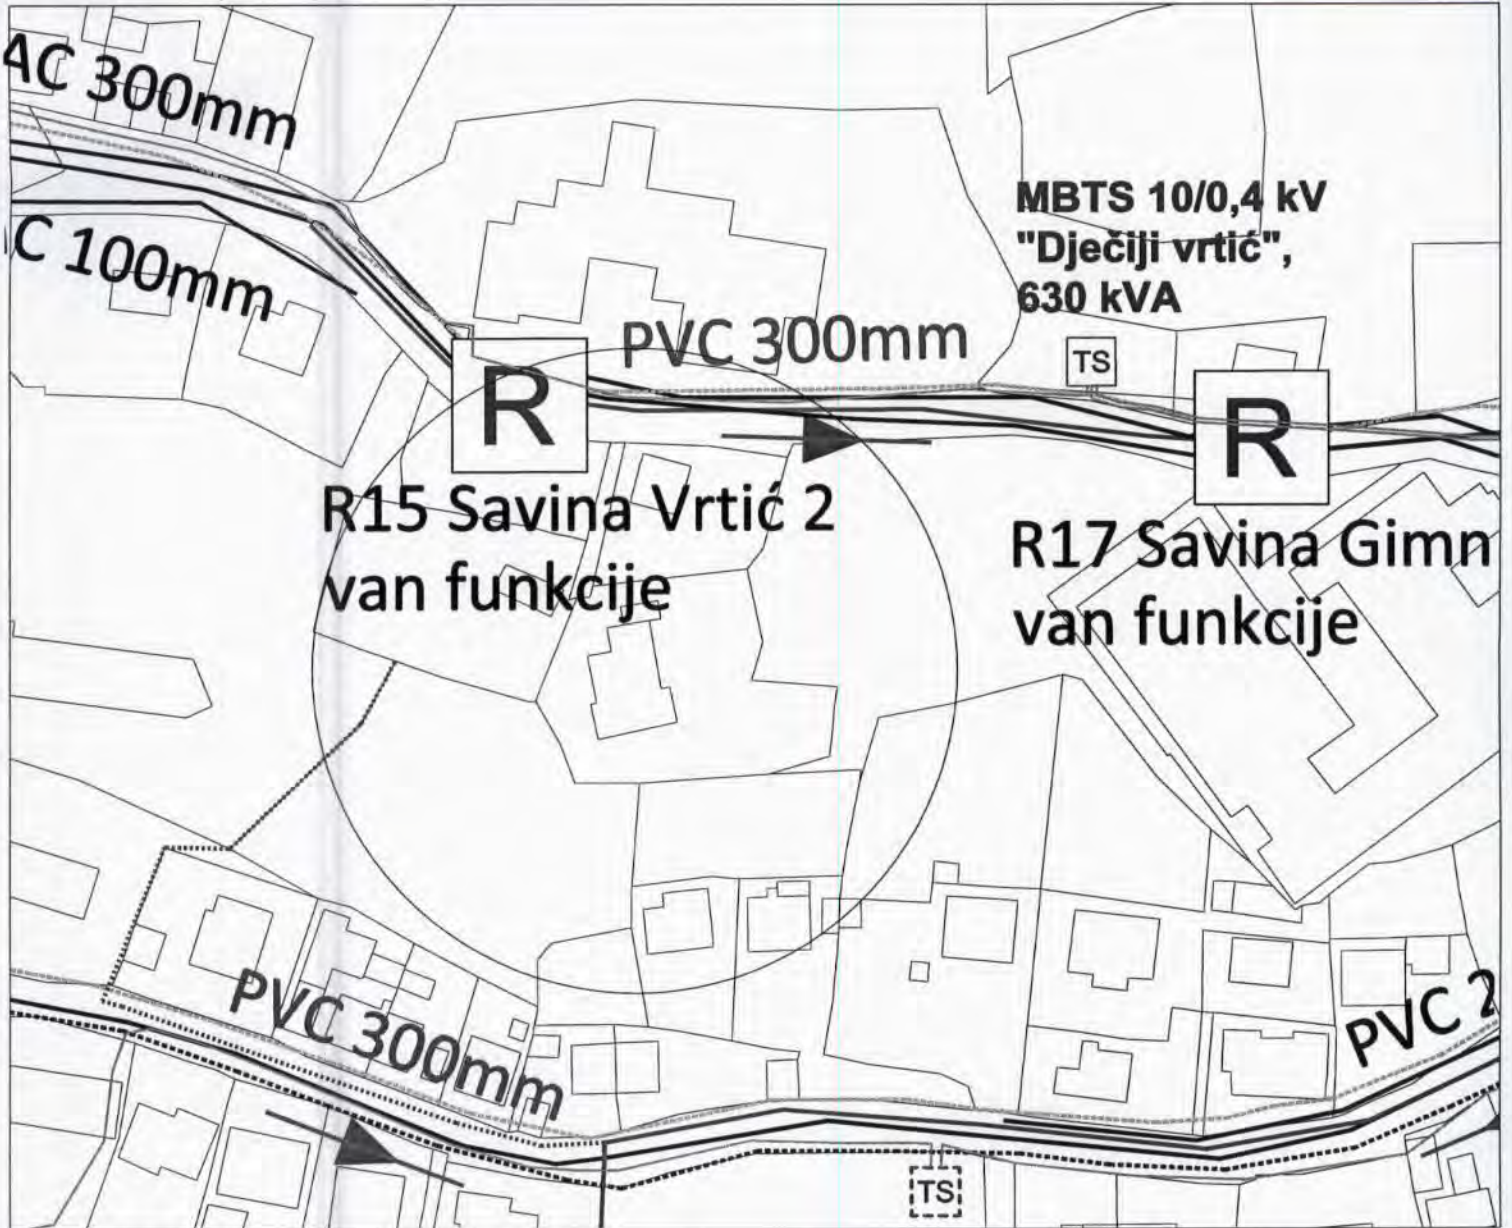 AC 300mm
C 100mm
MBTS 10/0,4 kV
"Dječiji vrtić",
630 kVA
PVC 300mm
TS
R
R
R15 Savina Vrtić 2
van funkcije
R17 Savina Gimn
van funkcije
PVC 300mm
PVC 2
TS